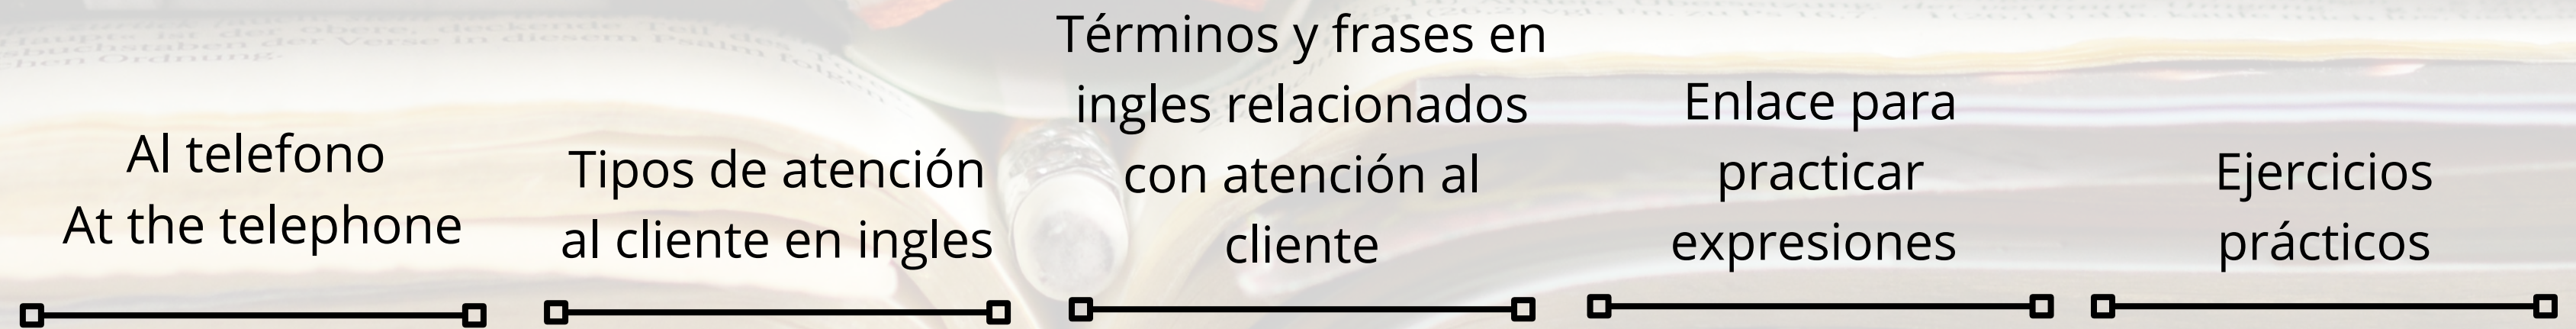 Al telefono
At the telephone
Tipos de atención
al cliente en ingles
Términos y frases en
ingles relacionados
con atención al
cliente
Enlace para
practicar
expresiones
Ejercicios
prácticos